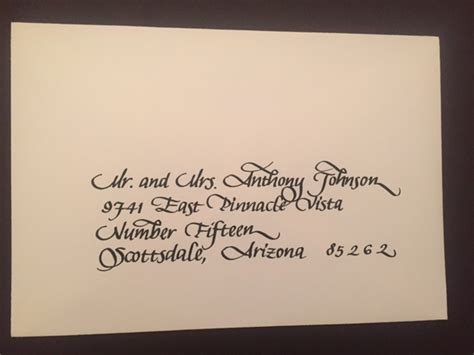 Mr. and Mrs. Anthony Johnson
9741 East Pinnacle Vista
Number Fifteen
Scottsdale, Arizona 85262